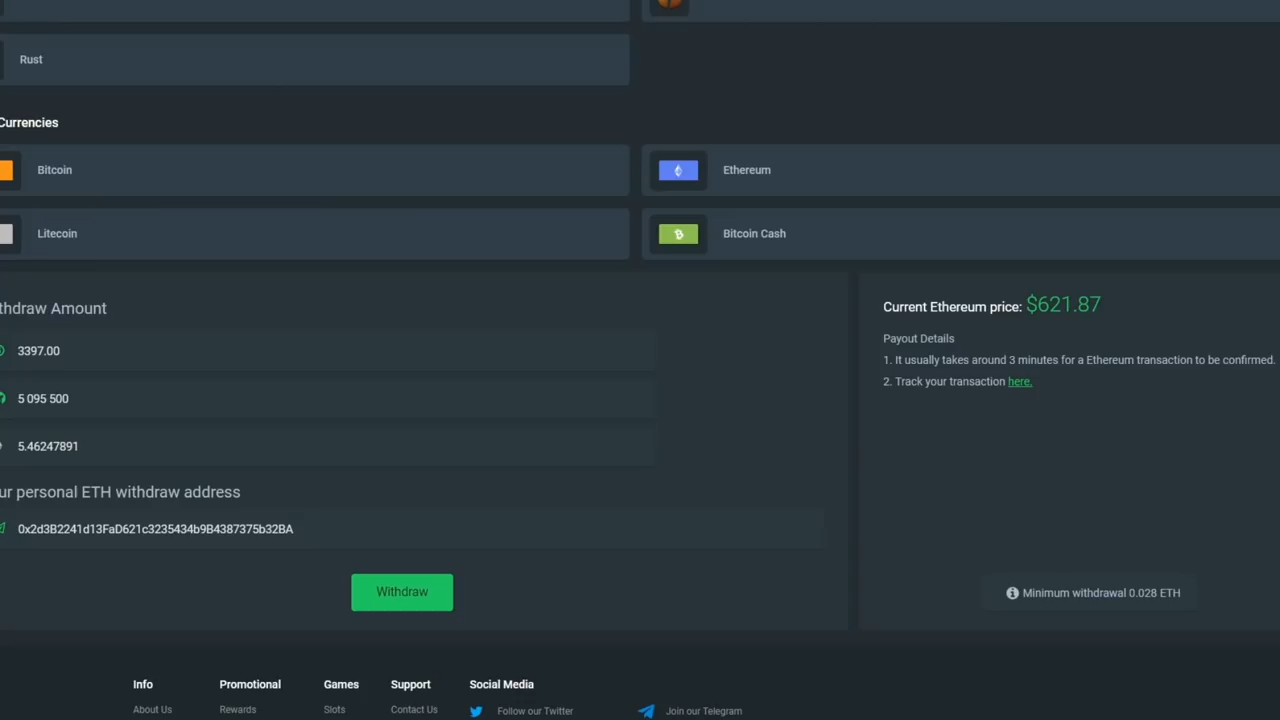 Rust
Currencies
Bitcoin
Ethereum
Litecoin
Bitcoin Cash
thdraw Amount
3397.00
5 095 500
5.46247891
Current Ethereum price: $621.87
Payout Details
1. It usually takes around 3 minutes for a Ethereum transaction to be confirmed.
2. Track your transaction here.
ur personal ETH withdraw address
0x2d3B2241d13FaD621c3235434b9B4387375b32BA
Withdraw
Minimum withdrawal 0.028 ETH
Info
Promotional
Games
Support
Social Media
About Us
Rewards
Slots
Contact Us
Follow our Twitter
Join our Telegram